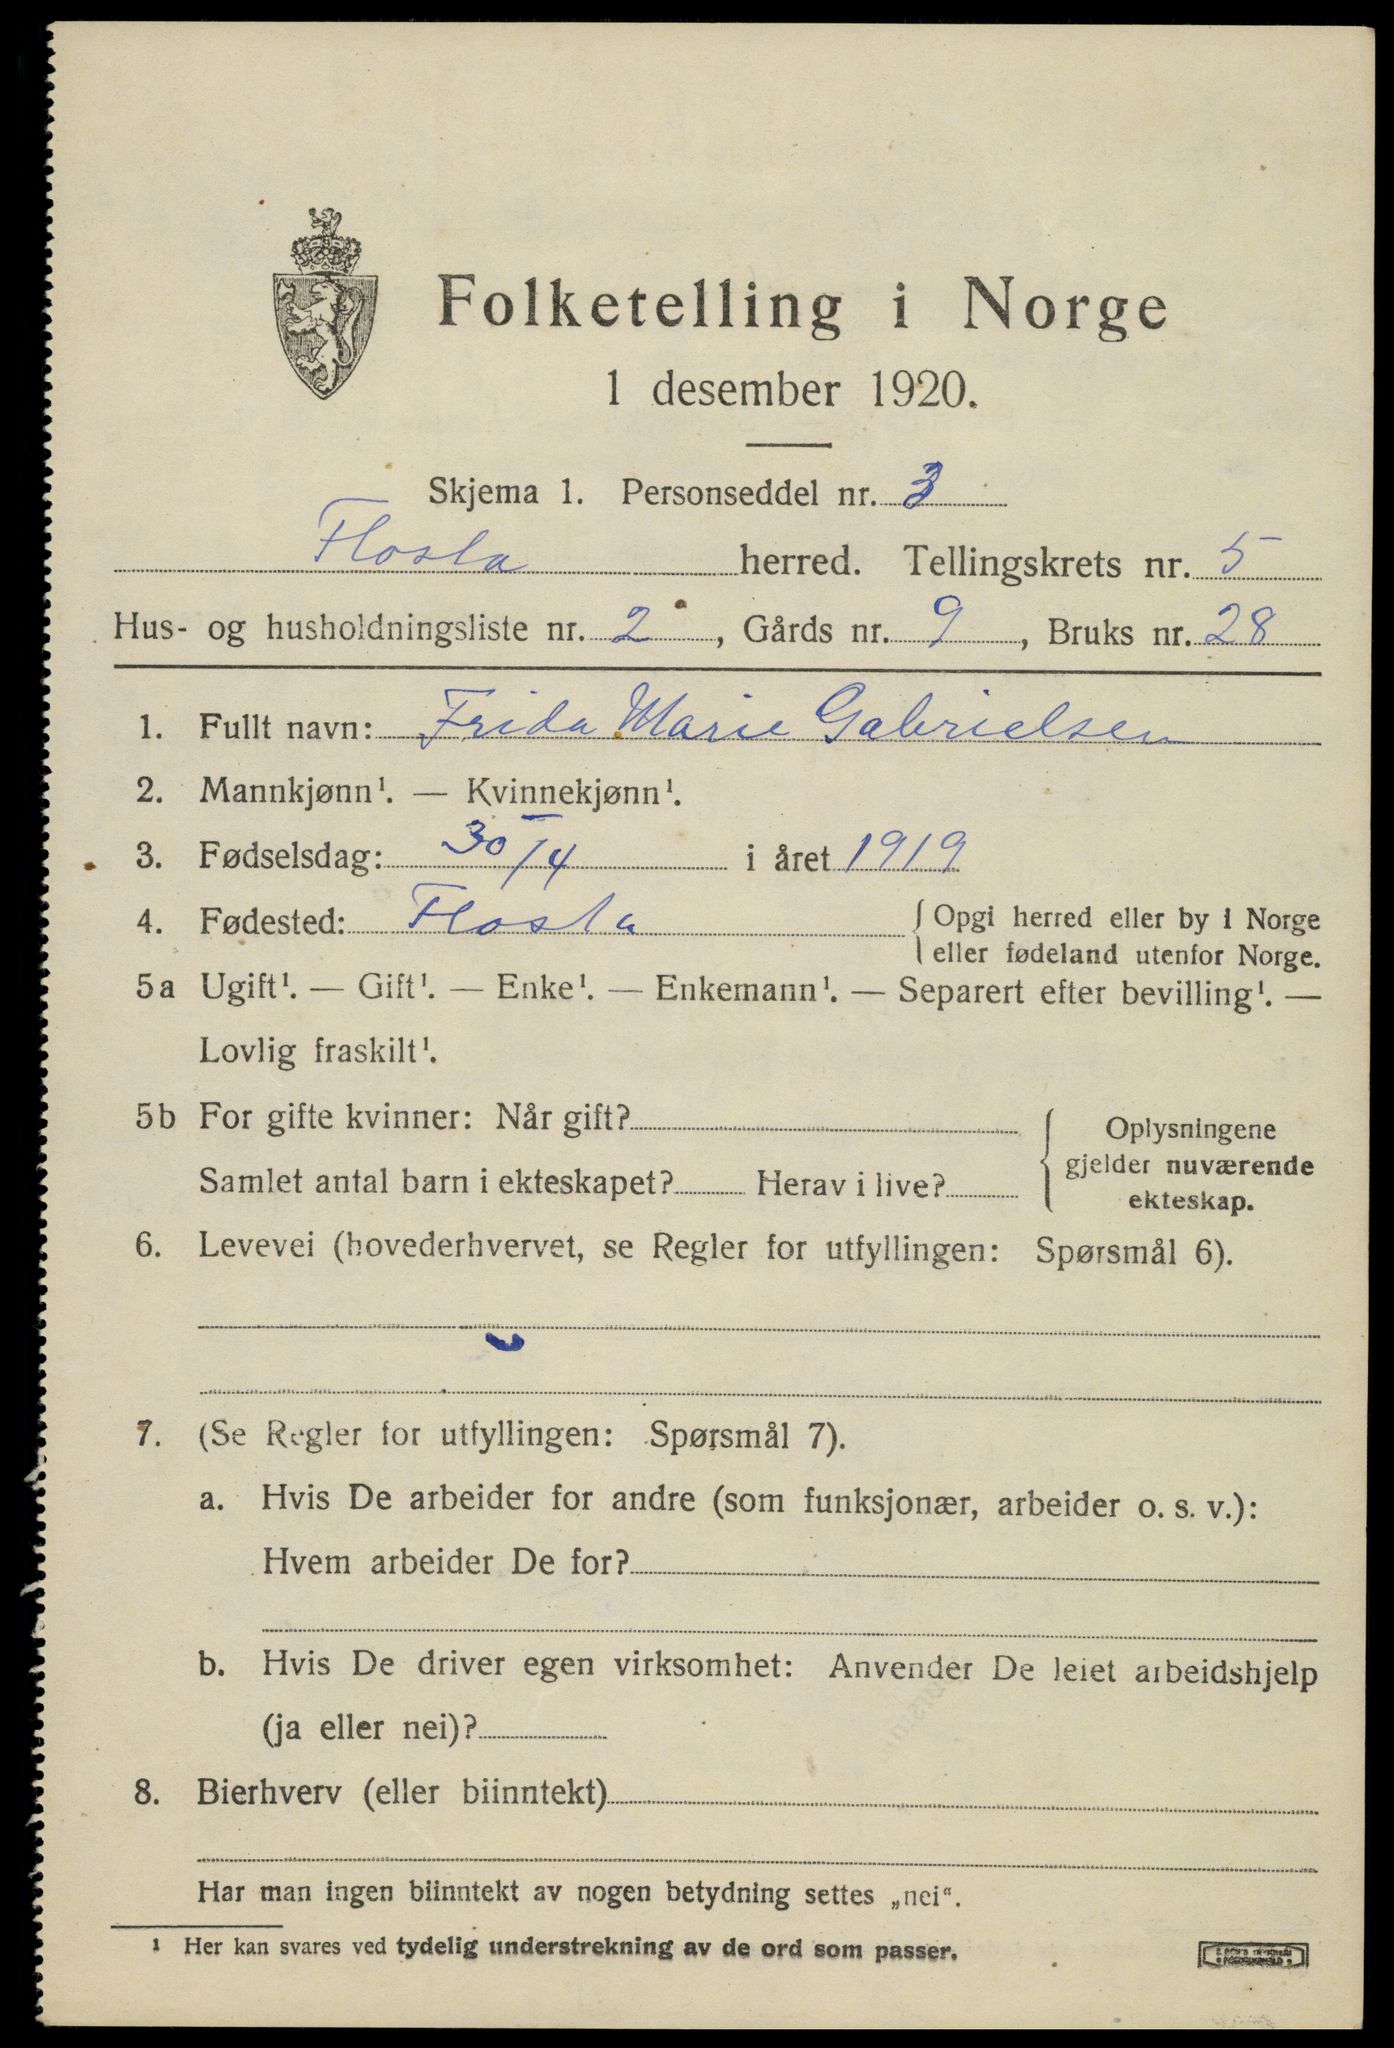 Folketelling i Norge
1 desember 1920.
Skjema 1. Personseddel nr. 3
Flosta herred. Tellingskrets nr. 5
Hus- og husholdningsliste nr. 2, Gårds nr. 9, Bruks nr. 28
1. Fullt navn: Frida Marie Gabrielsen
2. Mannkjønn¹. — Kvinnekjønn¹.
3. Fødselsdag: 30/4 i året 1919
4. Fødested: Flosta { Opgi herred eller by i Norge
eller fødeland utenfor Norge.
5a Ugift¹. — Gift¹. — Enke¹. — Enkemann¹. — Separert efter bevilling¹. —
Lovlig fraskilt¹.
5b For gifte kvinner: Når gift?
Samlet antal barn i ekteskapet? Herav i live?
Oplysningene
gjelder nuværende
ekteskap.
6. Levevei (hovederhvervet, se Regler for utfyllingen: Spørsmål 6).
7. (Se Regler for utfyllingen: Spørsmål 7).
a. Hvis De arbeider for andre (som funksjonær, arbeider o. s. v.):
Hvem arbeider De for?
b. Hvis De driver egen virksomhet: Anvender De leiet arbeidshjelp
(ja eller nei)?
8. Bierhverv (eller biinntekt)
Har man ingen biinntekt av nogen betydning settes „nei“.
¹ Her kan svares ved tydelig understrekning av de ord som passer.